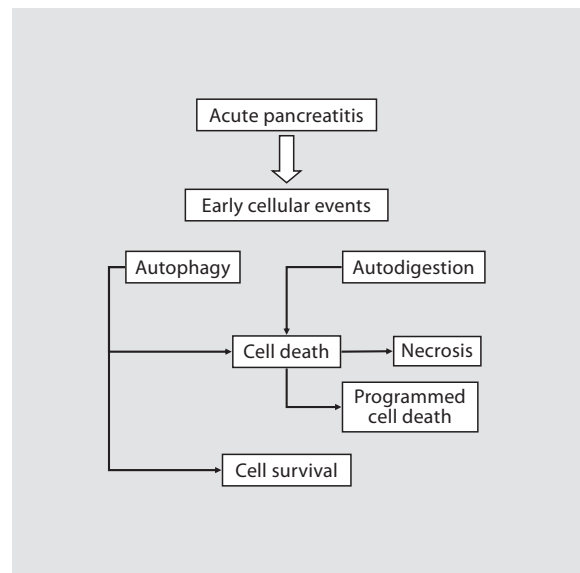 Acute pancreatitis
Early cellular events
Autophagy
Autodigestion
Cell death
Necrosis
Programmed
cell death
Cell survival